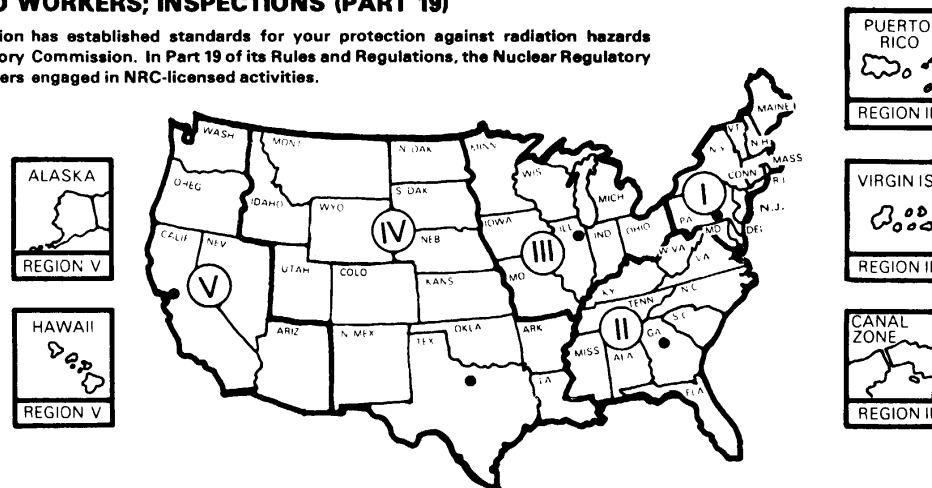 WORKERS; INSPECTIONS (PART 19)
ion has established standards for your protection against radiation hazards
ory Commission. In Part 19 of its Rules and Regulations, the Nuclear Regulatory
ers engaged in NRC-licensed activities.
PUERTO
RICO
REGION II
ALASKA
REGION V
HAWAII
REGION V
VIRGIN IS
REGION II
CANAL
ZONE
REGION II
WASH
OREG
CALIF
NEV
IDAHO
MONT
WYO
UTAH
COLO
ARIZ
N MEX
N DAK
S DAK
NEB
KANS
OKLA
TEX
MINN
IOWA
MO
ARK
LA
WIS
ILL
MICH
IND
OHIO
KY
TENN
MISS
ALA
GA
FLA
S C
N C
VA
W VA
MD
DEL
PA
N.J.
N Y
CONN
R I
MASS
VT
N H
MAINE
I
II
III
IV
V